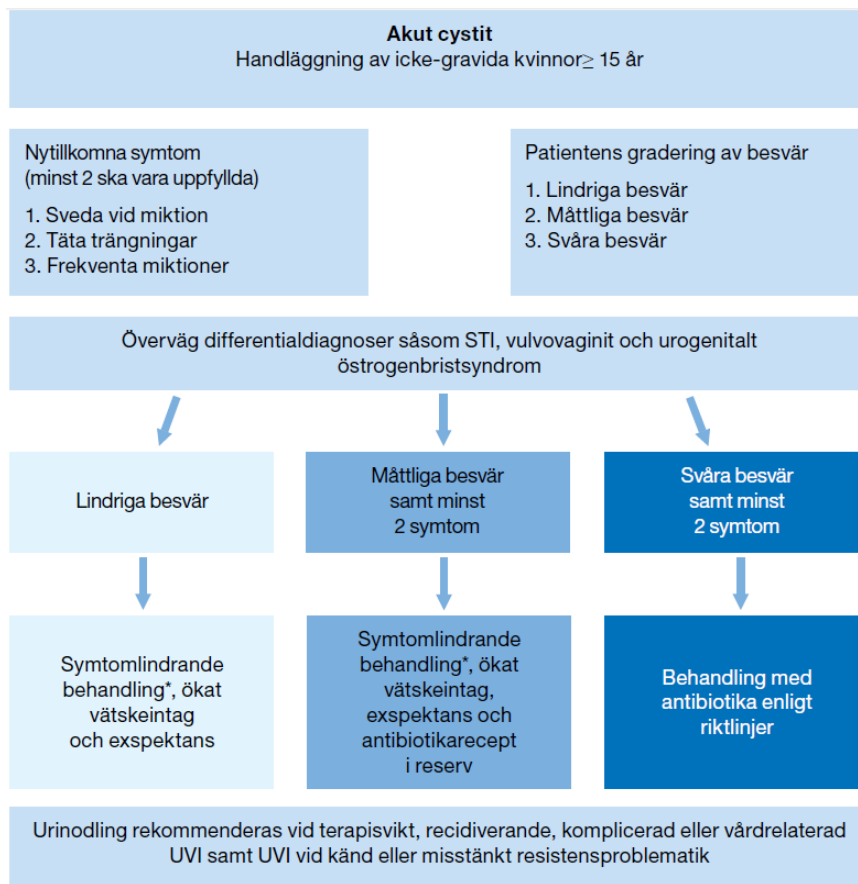 Akut cystit
Handläggning av icke-gravida kvinnor≥ 15 år
Nytillkomna symtom
(minst 2 ska vara uppfyllda)
1. Sveda vid miktion
2. Täta trängningar
3. Frekventa miktioner
Patientens gradering av besvär
1. Lindriga besvär
2. Måttliga besvär
3. Svåra besvär
Överväg differentialdiagnoser såsom STI, vulvovaginit och urogenitalt
östrogenbristsyndrom
Lindriga besvär
Måttliga besvär
samt minst
2 symtom
Svåra besvär
samt minst
2 symtom
Symtomlindrande
behandling*, ökat
vätskeintag
och exspektans
Symtomlindrande
behandling*, ökat
vätskeintag,
exspektans och
antibiotikarecept
i reserv
Behandling med
antibiotika enligt
riktlinjer
Urinodling rekommenderas vid terapisvikt, recidiverande, komplicerad eller vårdrelaterad
UVI samt UVI vid känd eller misstänkt resistensproblematik